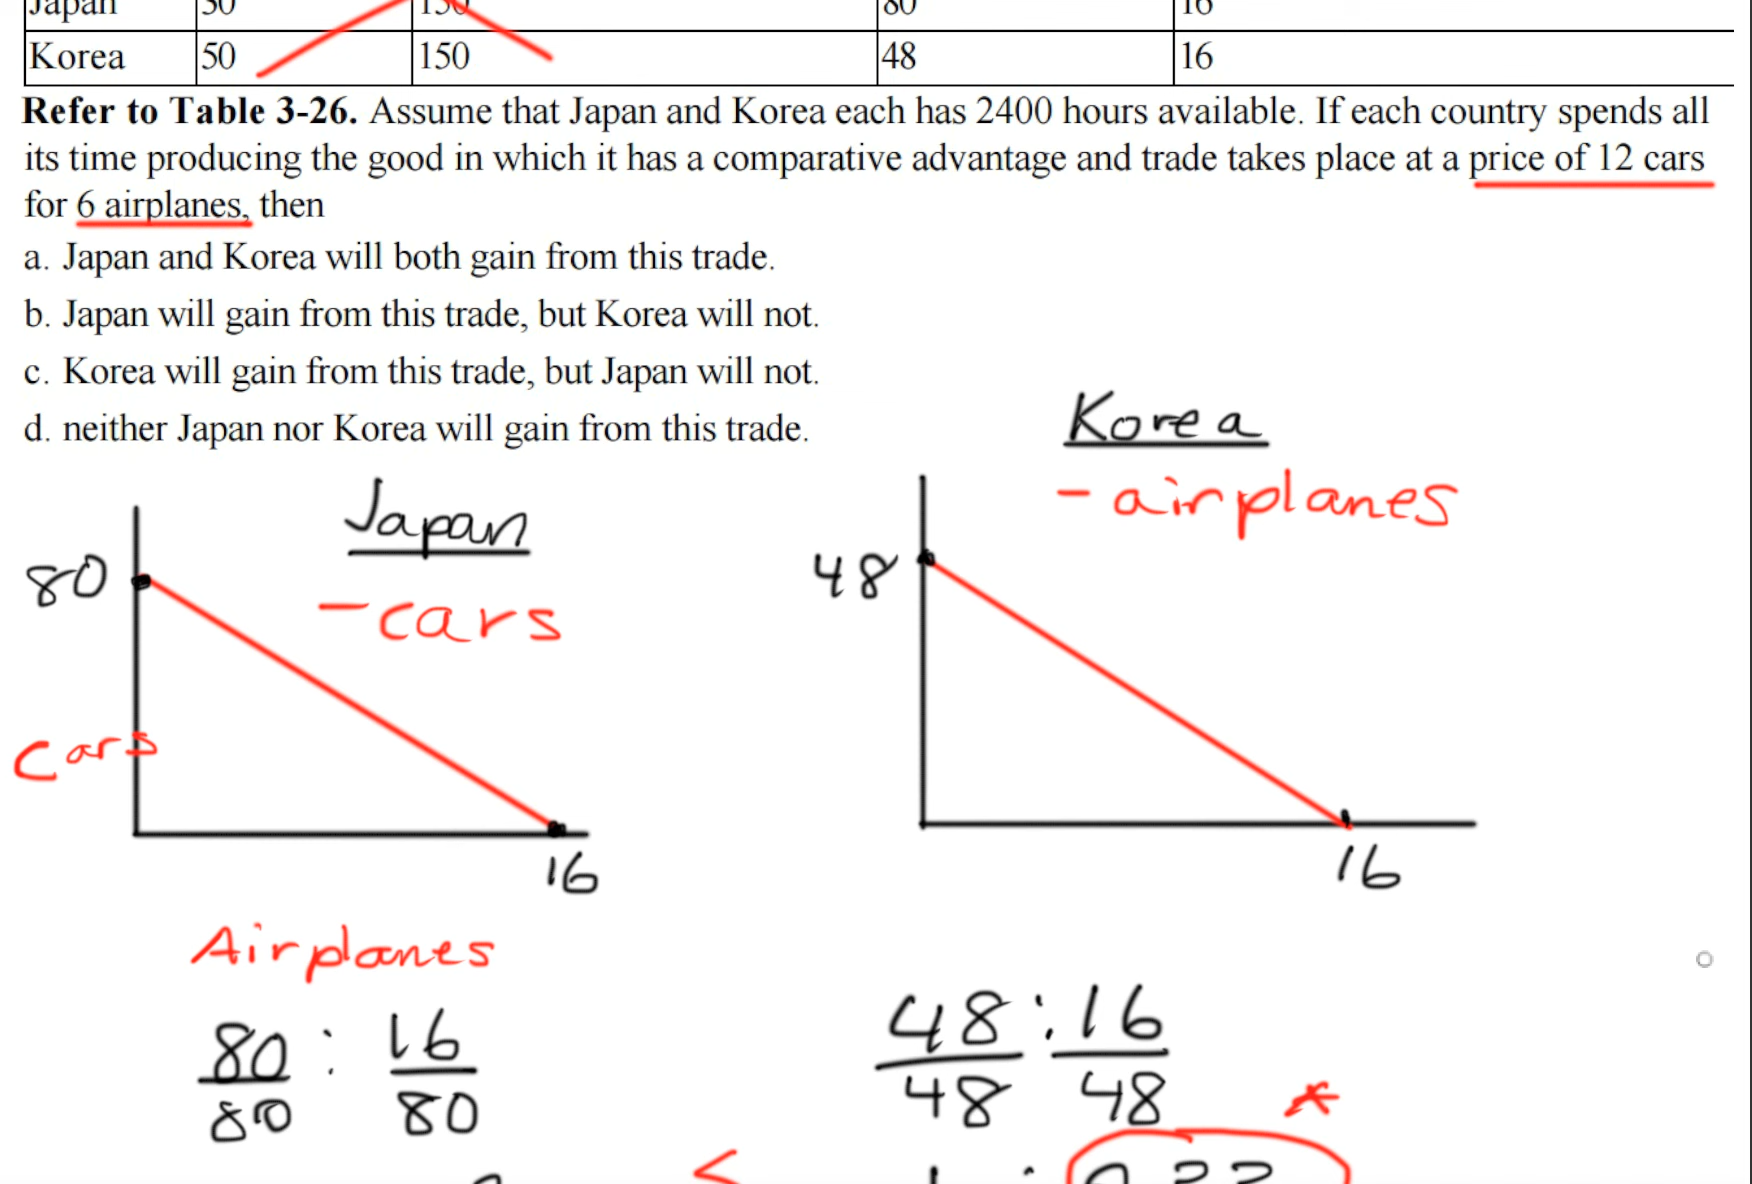 Japan 30 150 80 16
Korea 50 150 48 16
Refer to Table 3-26. Assume that Japan and Korea each has 2400 hours available. If each country spends all
its time producing the good in which it has a comparative advantage and trade takes place at a price of 12 cars
for 6 airplanes, then
a. Japan and Korea will both gain from this trade.
b. Japan will gain from this trade, but Korea will not.
c. Korea will gain from this trade, but Japan will not.
d. neither Japan nor Korea will gain from this trade.
Korea
- airplanes
Japan
- cars
80
48
cars
16
16
Airplanes
80 : 16
80 80
48 : 16
48 48
*
<